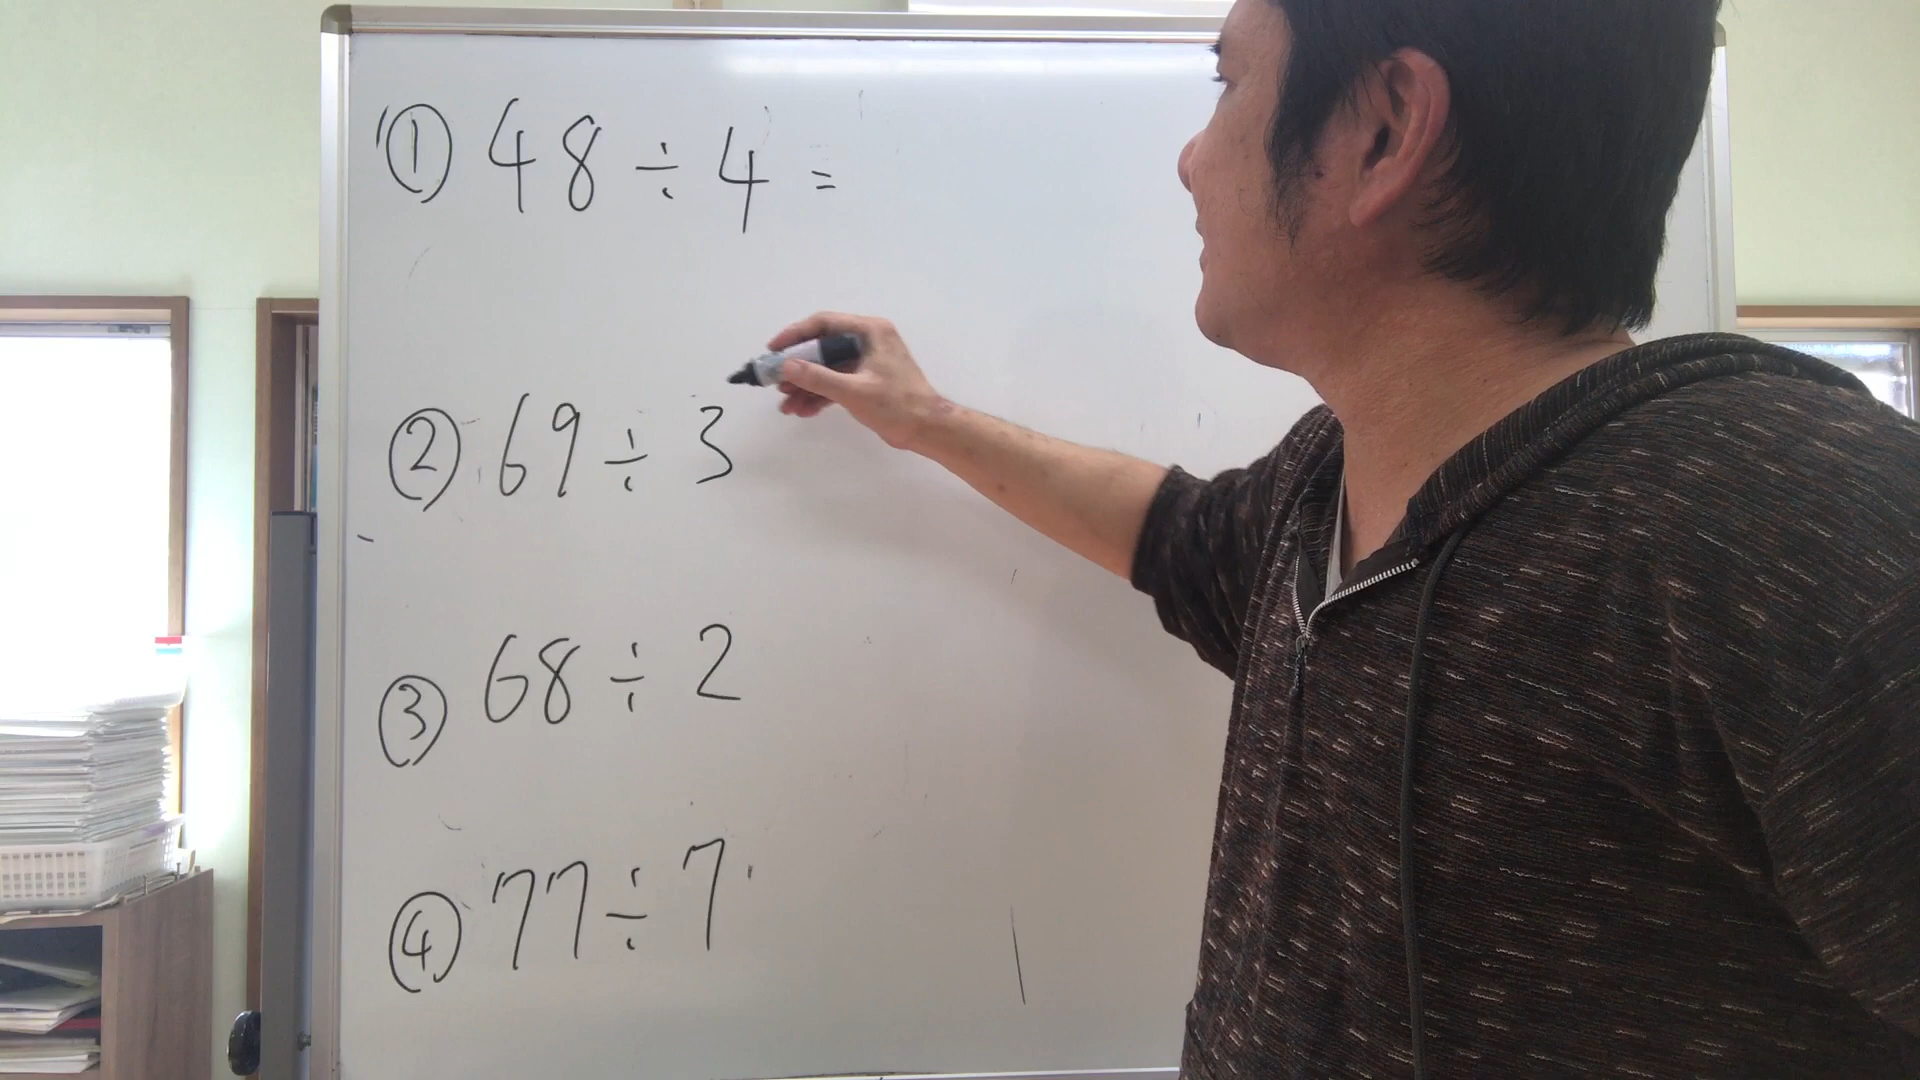 ① 48 ÷ 4 =
② 69 ÷ 3
③ 68 ÷ 2
④ 77 ÷ 7